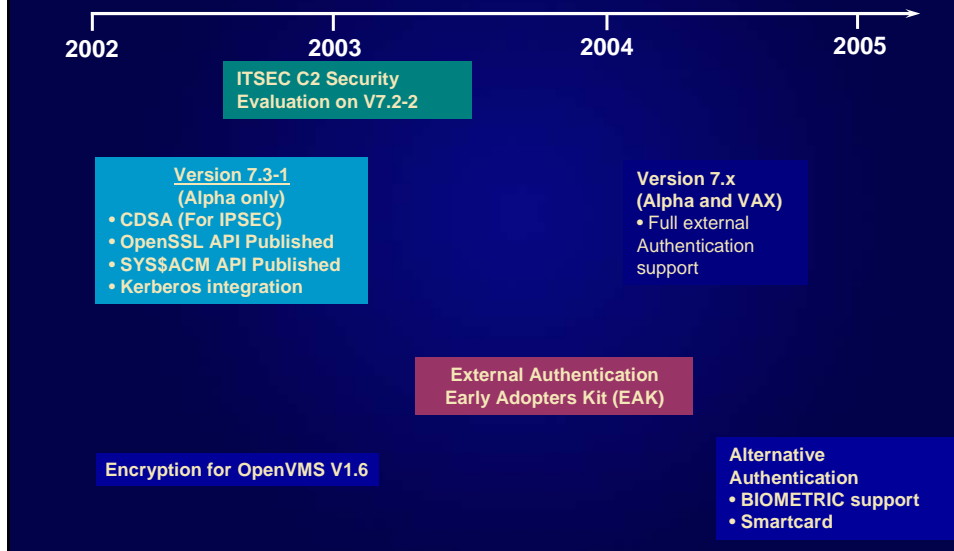 2002 2003 2004 2005
ITSEC C2 Security
Evaluation on V7.2-2
Version 7.3-1
(Alpha only)
• CDSA (For IPSEC)
• OpenSSL API Published
• SYS$ACM API Published
• Kerberos integration
Version 7.x
(Alpha and VAX)
• Full external
Authentication
support
External Authentication
Early Adopters Kit (EAK)
Encryption for OpenVMS V1.6
Alternative
Authentication
• BIOMETRIC support
• Smartcard